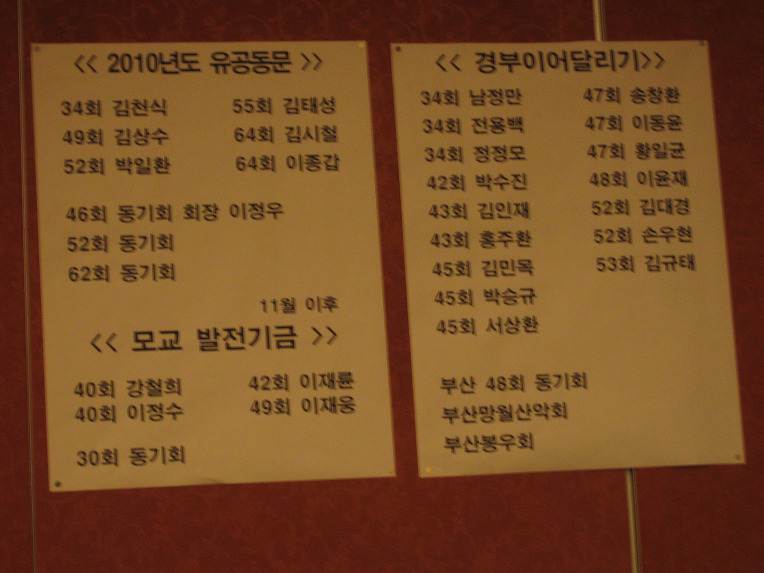 << 2010년도 유공동문 >>
34회 김천식 55회 김태성
49회 김상수 64회 김시철
52회 박일환 64회 이종갑
46회 동기회 회장 이정우
52회 동기회
62회 동기회
11월 이후
<< 모교 발전기금 >>
40회 강철희 42회 이재륜
40회 이정수 49회 이재웅
30회 동기회
<< 경부이어달리기>>
34회 남정만 47회 송창환
34회 전용백 47회 이동윤
34회 정정모 47회 황일균
42회 박수진 48회 이윤재
43회 김인재 52회 김대경
43회 홍주환 52회 손우현
45회 김민목 53회 김규태
45회 박승규
45회 서상환
부산 48회 동기회
부산망월산악회
부산봉우회